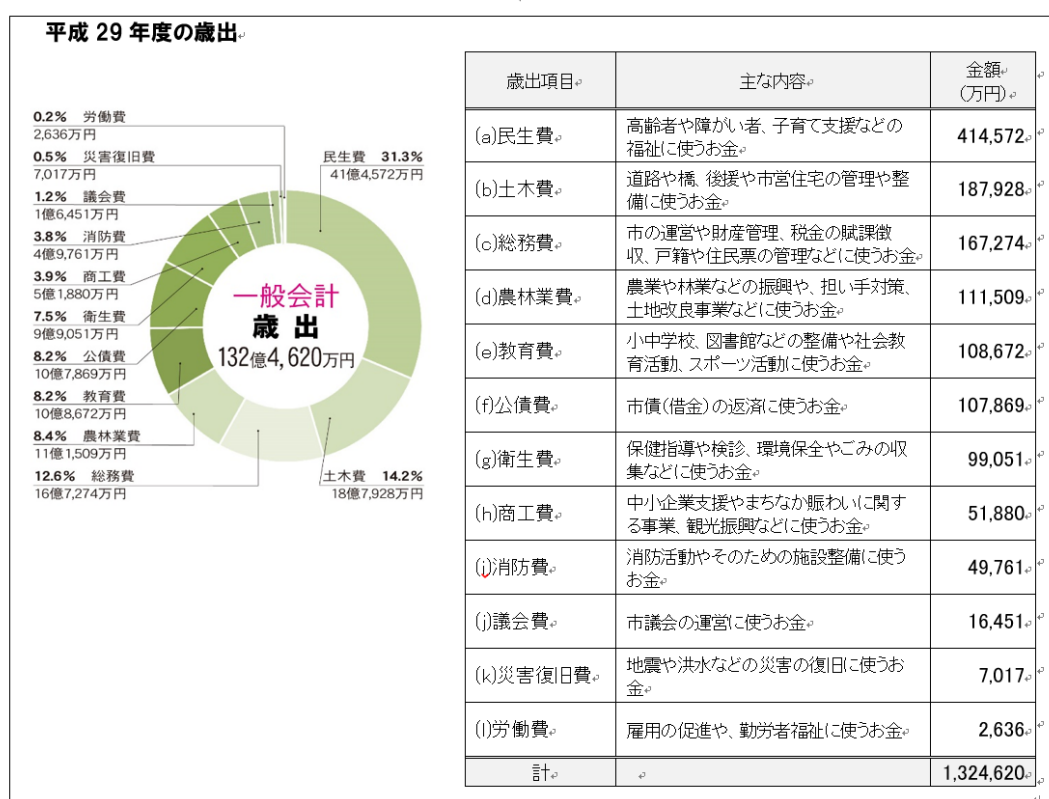 平成 29 年度の歳出
0.2% 労働費
2,636万円
0.5% 災害復旧費
7,017万円
1.2% 議会費
1億6,451万円
3.8% 消防費
4億9,761万円
3.9% 商工費
5億1,880万円
7.5% 衛生費
9億9,051万円
8.2% 公債費
10億7,869万円
8.2% 教育費
10億8,672万円
8.4% 農林業費
11億1,509万円
12.6% 総務費
16億7,274万円
民生費 31.3%
41億4,572万円
一般会計
歳 出
132億4,620万円
土木費 14.2%
18億7,928万円
歳出項目 主な内容 金額
(万円)
(a)民生費 高齢者や障がい者、子育て支援などの 414,572
福祉に使うお金
(b)土木費 道路や橋、後援や市営住宅の管理や整 187,928
備に使うお金
(c)総務費 市の運営や財産管理、税金の賦課徴 167,274
収、戸籍や住民票の管理などに使うお金
(d)農林業費 農業や林業などの振興や、担い手対策、 111,509
土地改良事業などに使うお金
(e)教育費 小中学校、図書館などの整備や社会教 108,672
育活動、スポーツ活動に使うお金
(f)公債費 市債(借金)の返済に使うお金 107,869
(g)衛生費 保健指導や検診、環境保全やごみの収 99,051
集などに使うお金
(h)商工費 中小企業支援やまちなか賑わいに関す 51,880
る事業、観光振興などに使うお金
(i)消防費 消防活動やそのための施設整備に使う 49,761
お金
(j)議会費 市議会の運営に使うお金 16,451
(k)災害復旧費 地震や洪水などの災害の復旧に使うお 7,017
金
(l)労働費 雇用の促進や、勤労者福祉に使うお金 2,636
計 1,324,620